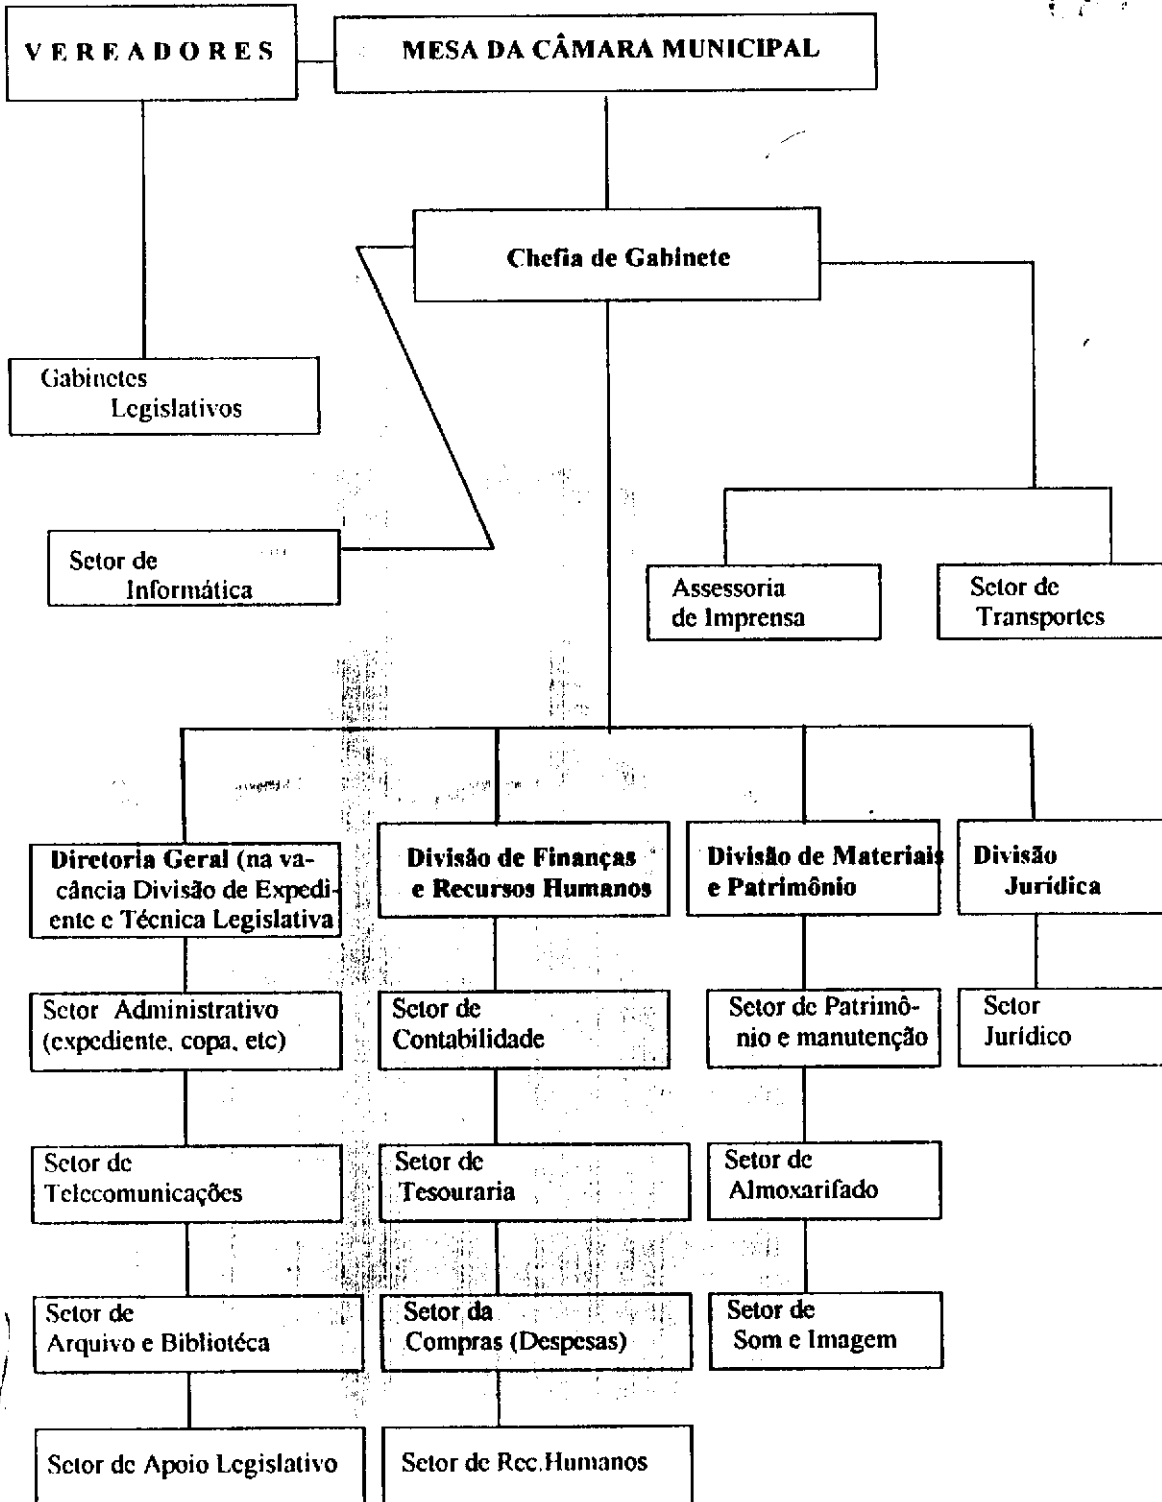 VEREADORES
MESA DA CÂMARA MUNICIPAL
Chefia de Gabinete
Gabinetes
Legislativos
Setor de
Informática
Assessoria
de Imprensa
Setor de
Transportes
Diretoria Geral (na va-
cância Divisão de Expedi-
ente e Técnica Legislativa
Divisão de Finanças
e Recursos Humanos
Divisão de Materiais
e Patrimônio
Divisão
Jurídica
Setor Administrativo
(expediente, copa, etc)
Setor de
Contabilidade
Setor de Patrimô-
nio e manutenção
Setor
Jurídico
Setor de
Telecomunicações
Setor de
Tesouraria
Setor de
Almoxarifado
Setor de
Arquivo e Bibliotéca
Setor da
Compras (Despesas)
Setor de
Som e Imagem
Setor de Apoio Legislativo
Setor de Rec.Humanos